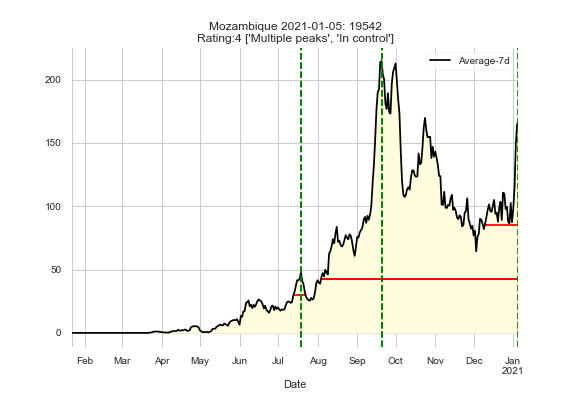 Mozambique 2021-01-05: 19542
Rating:4 ['Multiple peaks', 'In control']
Average-7d
200
150
100
50
0
Feb Mar Apr May Jun Jul Aug Sep Oct Nov Dec Jan
2021
Date